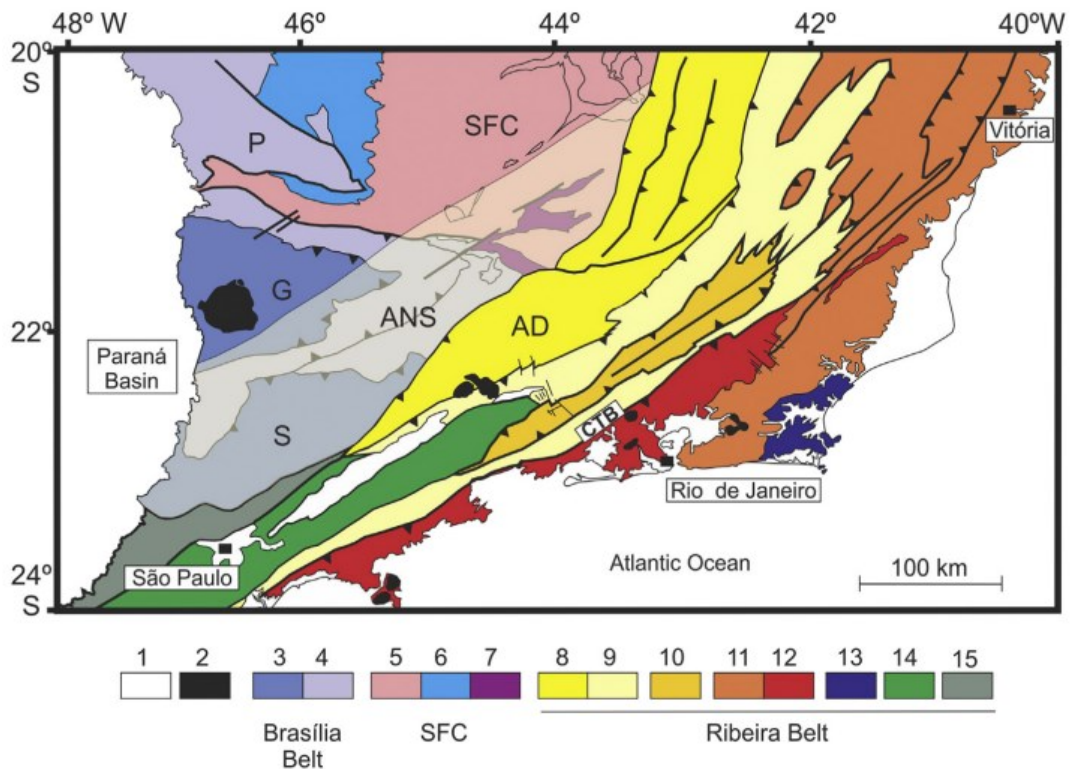 48º W 46º 44º 42º 40ºW
20º
S
SFC
P
Vitória
G
ANS
22º
AD
Paraná
Basin
CTB
S
Rio de Janeiro
São Paulo
Atlantic Ocean
100 km
24º
S
1 2 3 4 5 6 7 8 9 10 11 12 13 14 15
Brasília
Belt
SFC
Ribeira Belt